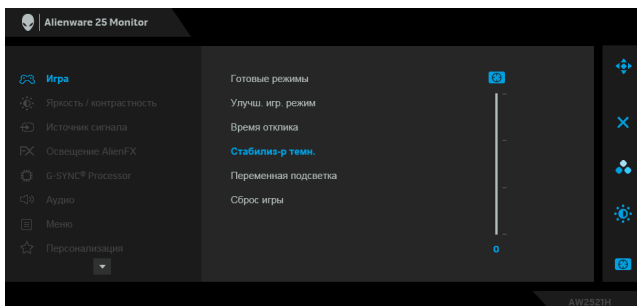 Alienware 25 Monitor
Игра
Яркость / контрастность
Источник сигнала
FX Освещение AlienFX
G-SYNC® Processor
Аудио
Меню
Персонализация
Готовые режимы
Улучш. игр. режим
Время отклика
Стабилиз-р темн.
Переменная подсветка
Сброс игры
0
AW2521H